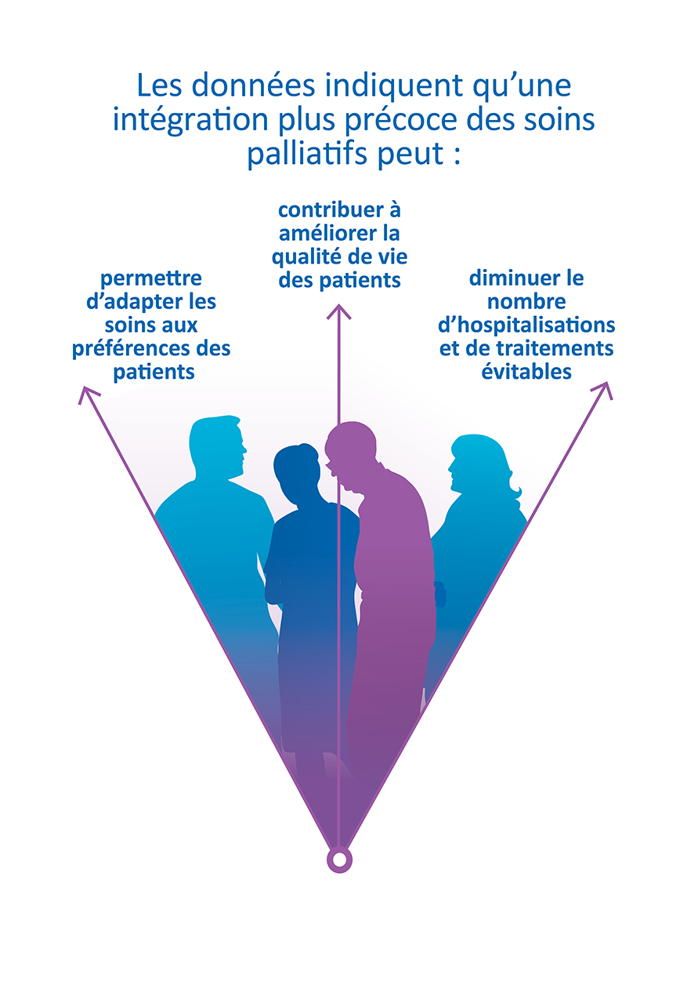 Les données indiquent qu’une
intégration plus précoce des soins
palliatifs peut :
permettre
d’adapter les
soins aux
préférences des
patients
contribuer à
améliorer la
qualité de vie
des patients
diminuer le
nombre
d’hospitalisations
et de traitements
évitables